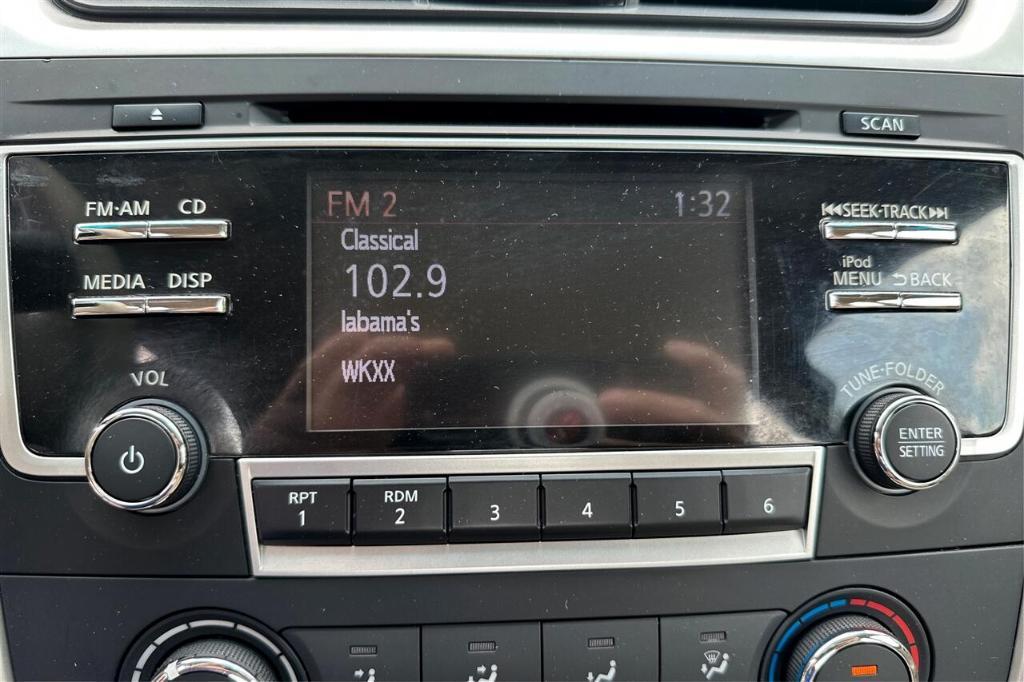 SCAN
FM·AM CD
MEDIA DISP
VOL
FM 2 1:32
Classical
102.9
labama's
WKXX
SEEK·TRACK
iPod
MENU BACK
TUNE·FOLDER
ENTER
SETTING
RPT RDM
1 2 3 4 5 6